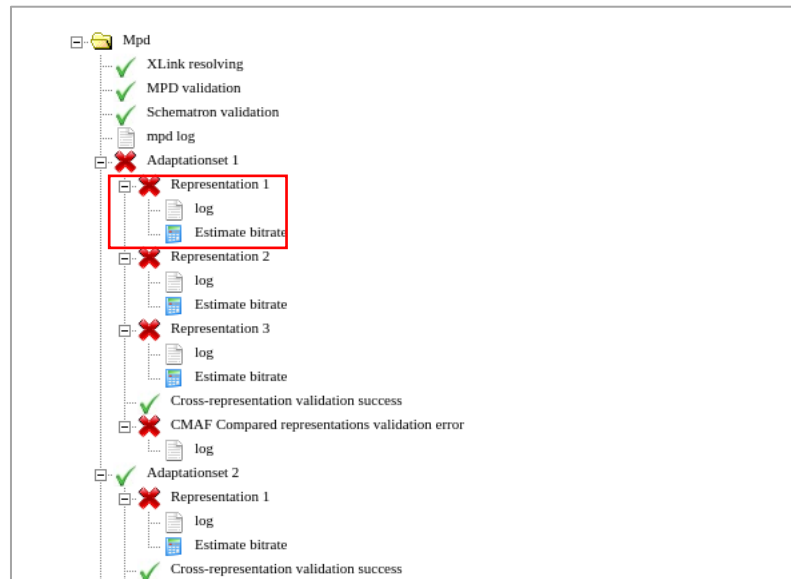 Mpd
XLink resolving
MPD validation
Schematron validation
mpd log
Adaptationset 1
Representation 1
log
Estimate bitrate
Representation 2
log
Estimate bitrate
Representation 3
log
Estimate bitrate
Cross-representation validation success
CMAF Compared representations validation error
log
Adaptationset 2
Representation 1
log
Estimate bitrate
Cross-representation validation success